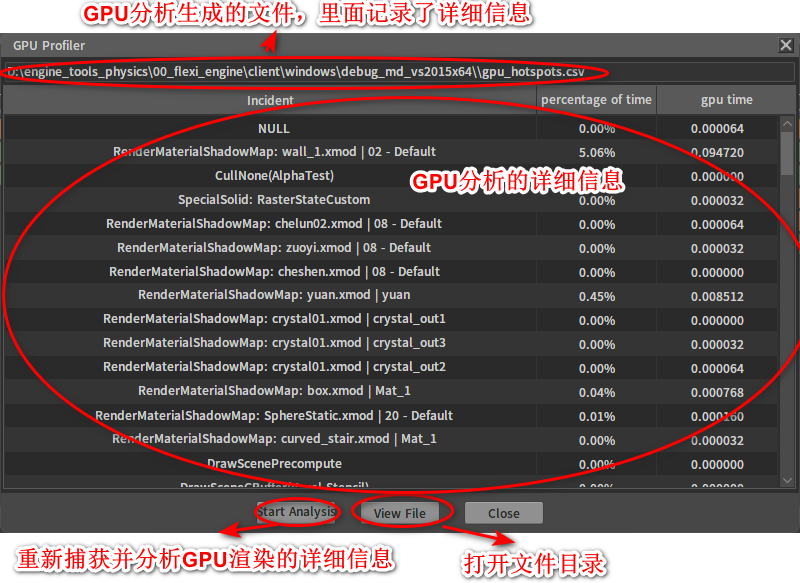 GPU分析生成的文件，里面记录了详细信息
GPU Profiler
D:\engine_tools_physics\00_flexi_engine\client\windows\debug_md_vs2015x64\\gpu_hotspots.csv
Incident percentage of time gpu time
NULL 0.00% 0.000064
RenderMaterialShadowMap: wall_1.xmod | 02 - Default 5.06% 0.094720
CullNone(AlphaTest) 0.000000
GPU分析的详细信息
SpecialSolid: RasterStateCustom 0.00% 0.000032
RenderMaterialShadowMap: chelun02.xmod | 08 - Default 0.00% 0.000064
RenderMaterialShadowMap: zuoyi.xmod | 08 - Default 0.00% 0.000032
RenderMaterialShadowMap: cheshen.xmod | 08 - Default 0.00% 0.000000
RenderMaterialShadowMap: yuan.xmod | yuan 0.45% 0.008512
RenderMaterialShadowMap: crystal01.xmod | crystal_out1 0.00% 0.000000
RenderMaterialShadowMap: crystal01.xmod | crystal_out3 0.00% 0.000032
RenderMaterialShadowMap: crystal01.xmod | crystal_out2 0.00% 0.000064
RenderMaterialShadowMap: box.xmod | Mat_1 0.04% 0.000768
RenderMaterialShadowMap: SphereStatic.xmod | 20 - Default 0.01% 0.000160
RenderMaterialShadowMap: curved_stair.xmod | Mat_1 0.00% 0.000032
DrawScenePrecompute 0.00% 0.000000
Start Analysis View File Close
重新捕获并分析GPU渲染的详细信息
打开文件目录